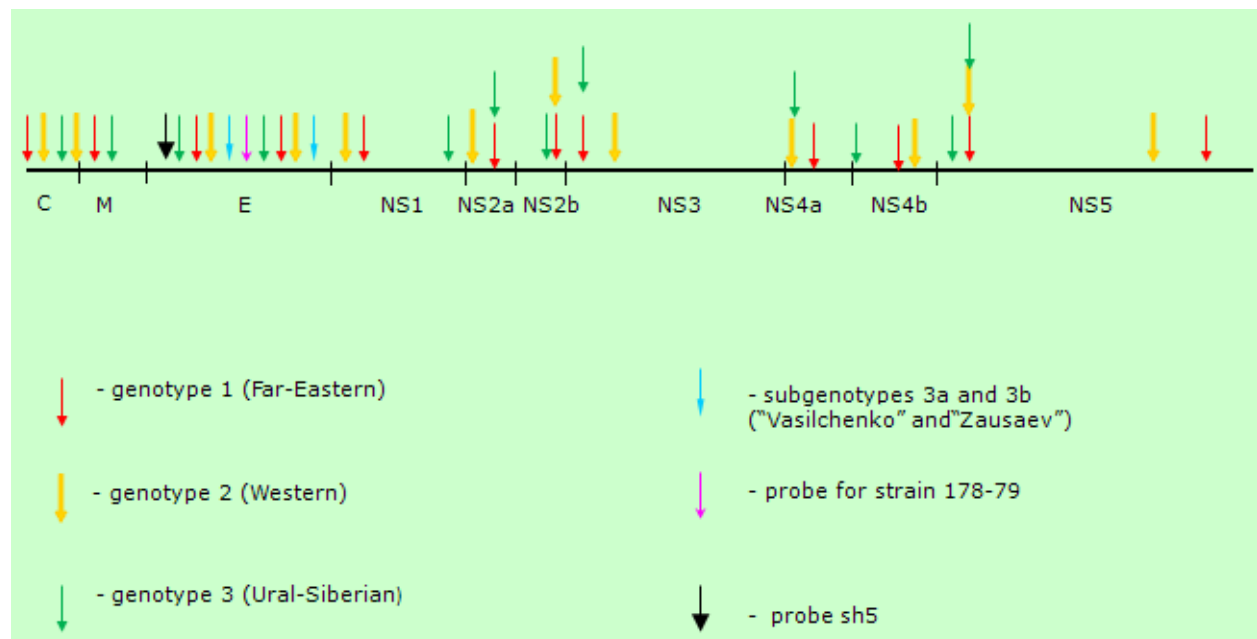 C M E NS1 NS2a NS2b NS3 NS4a NS4b NS5
- genotype 1 (Far-Eastern)
- genotype 2 (Western)
- genotype 3 (Ural-Siberian)
- subgenotypes 3a and 3b
("Vasilchenko" and"Zausaev")
- probe for strain 178-79
- probe sh5